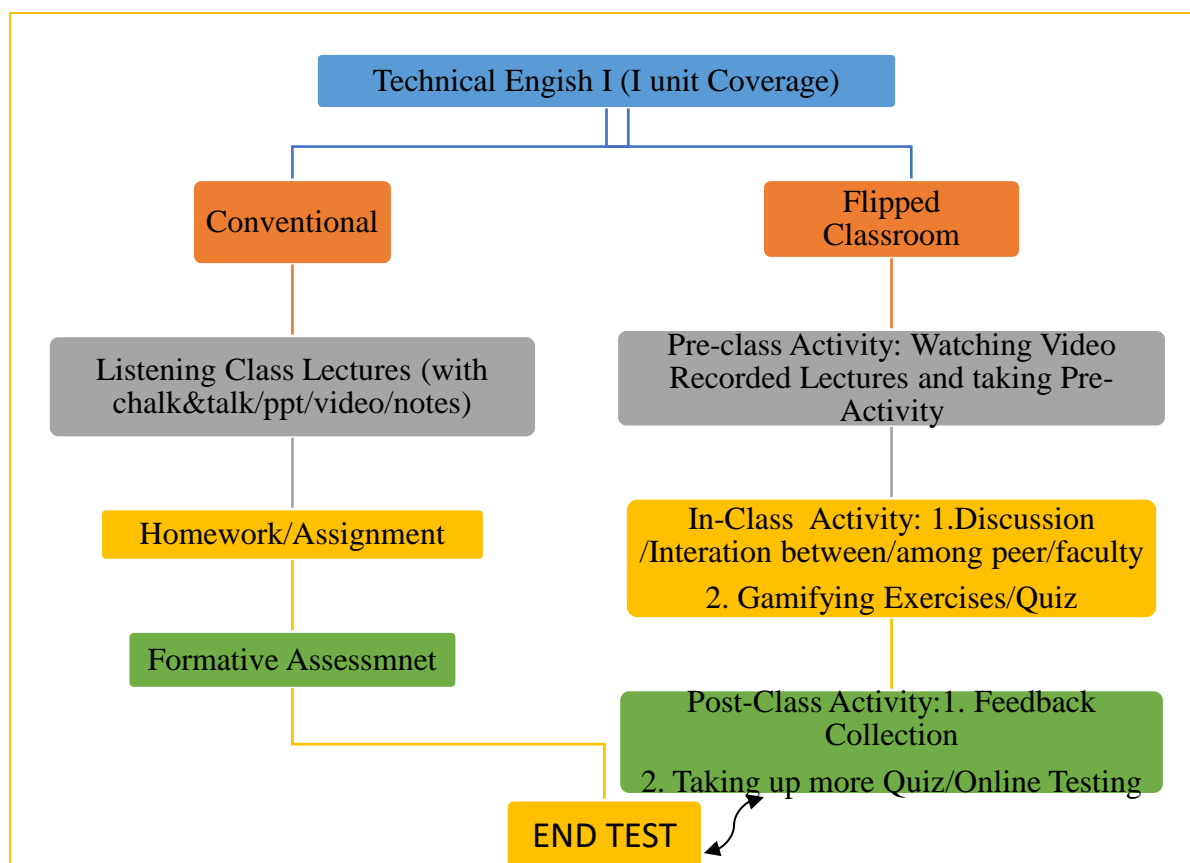 Technical Engish I (I unit Coverage)
Conventional
Flipped
Classroom
Listening Class Lectures (with
chalk&talk/ppt/video/notes)
Pre-class Activity: Watching Video
Recorded Lectures and taking Pre-
Activity
Homework/Assignment
In-Class  Activity: 1.Discussion
/Interation between/among peer/faculty
2. Gamifying Exercises/Quiz
Formative Assessmnet
Post-Class Activity:1. Feedback
Collection
2. Taking up more Quiz/Online Testing
END TEST